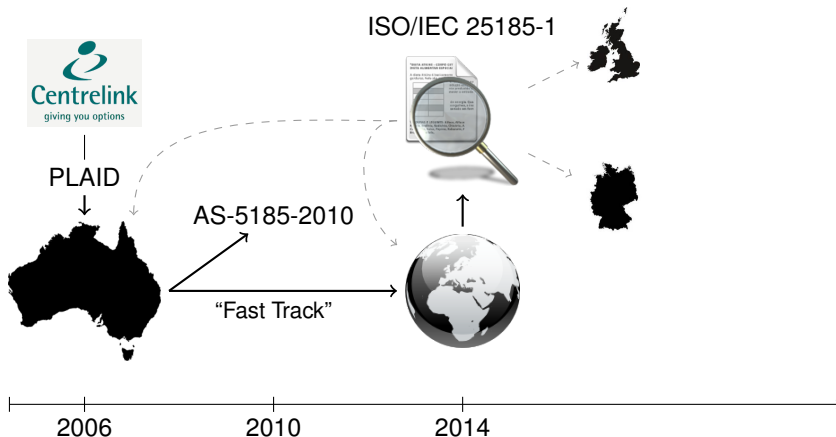 ISO/IEC 25185-1
Centrelink
giving you options
PLAID
AS-5185-2010
“Fast Track”
2006
2010
2014